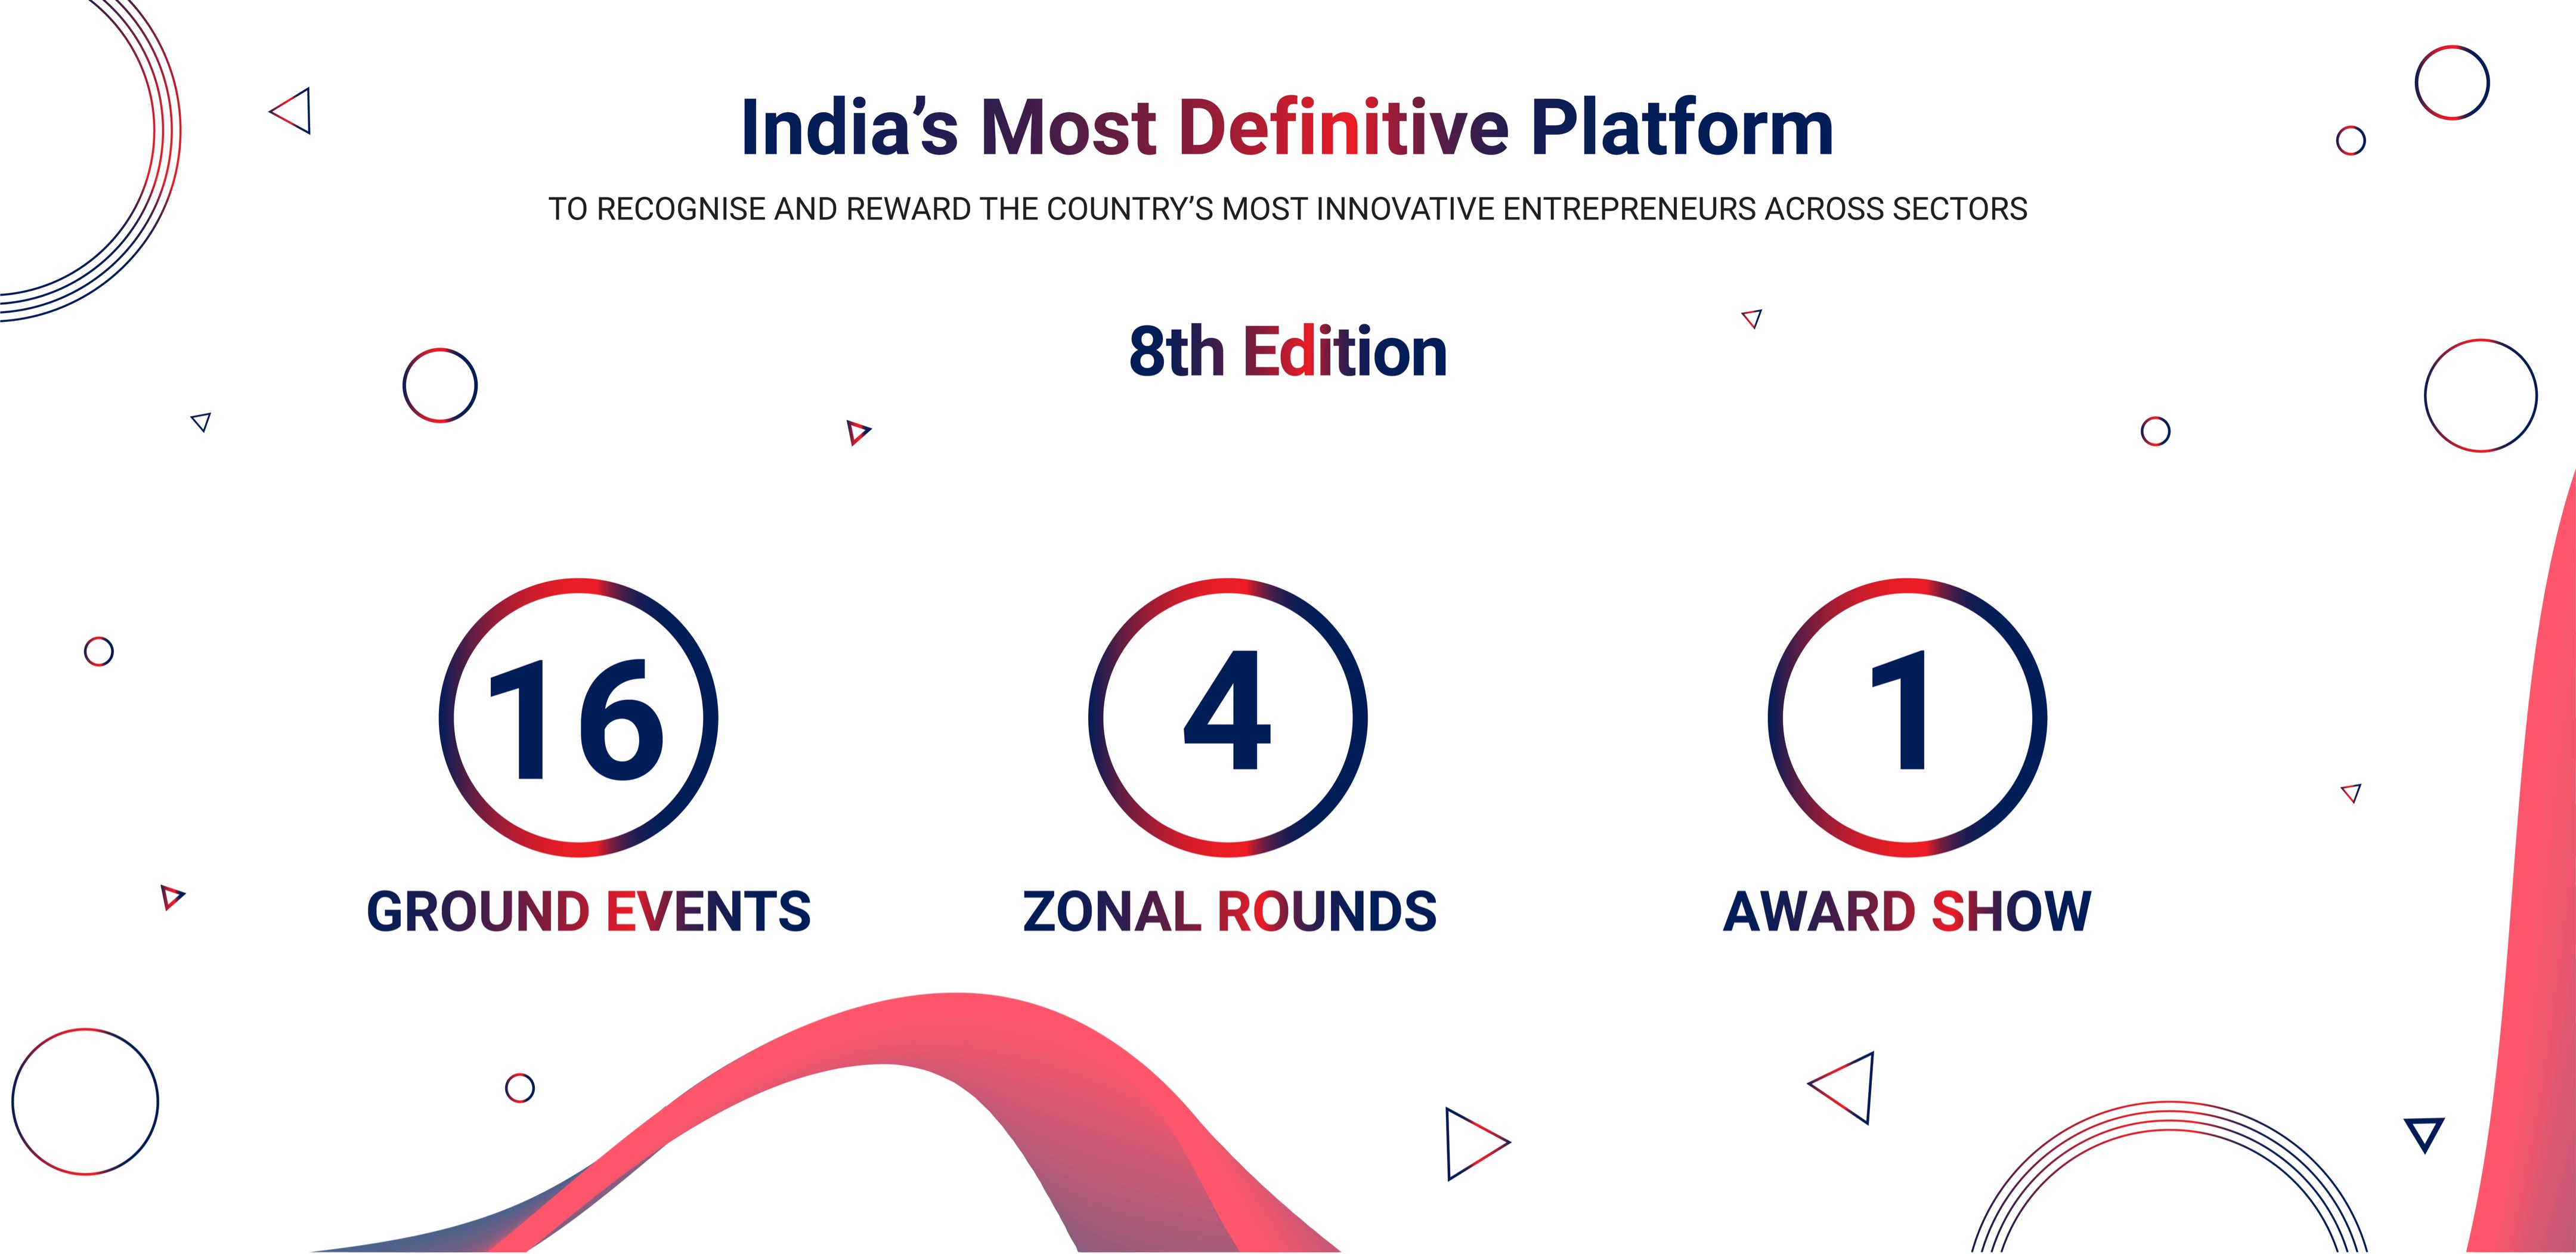 India’s Most Definitive Platform
TO RECOGNISE AND REWARD THE COUNTRY’S MOST INNOVATIVE ENTREPRENEURS ACROSS SECTORS
8th Edition
16
GROUND EVENTS
4
ZONAL ROUNDS
1
AWARD SHOW